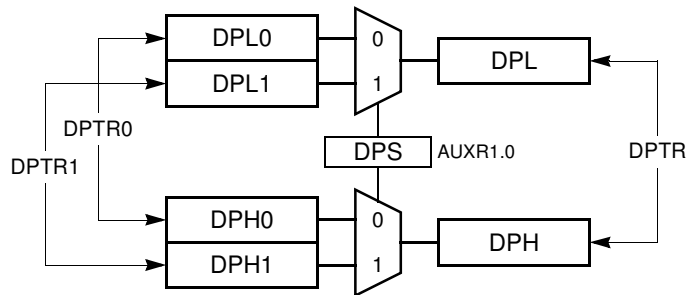 DPL0 0 DPL
DPL1 1
DPTR0
DPTR1
DPS AUXR1.0 DPTR
DPH0 0 DPH
DPH1 1